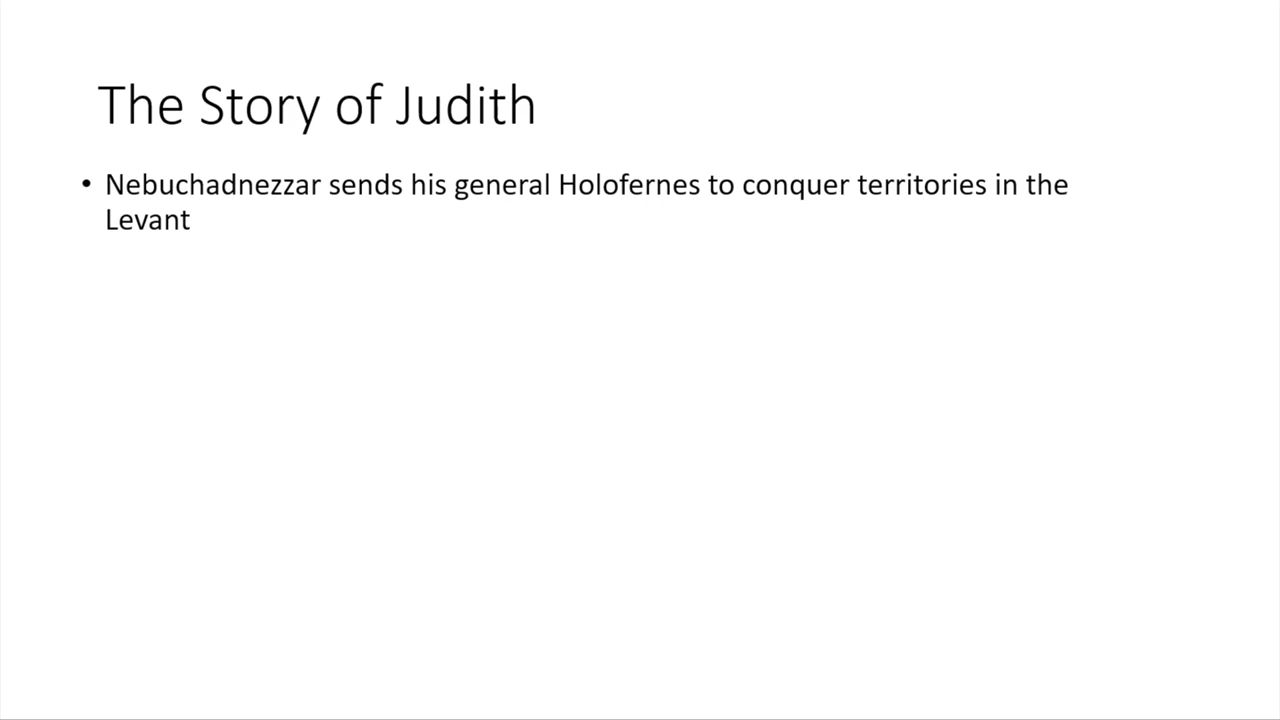 The Story of Judith
• Nebuchadnezzar sends his general Holofernes to conquer territories in the
Levant